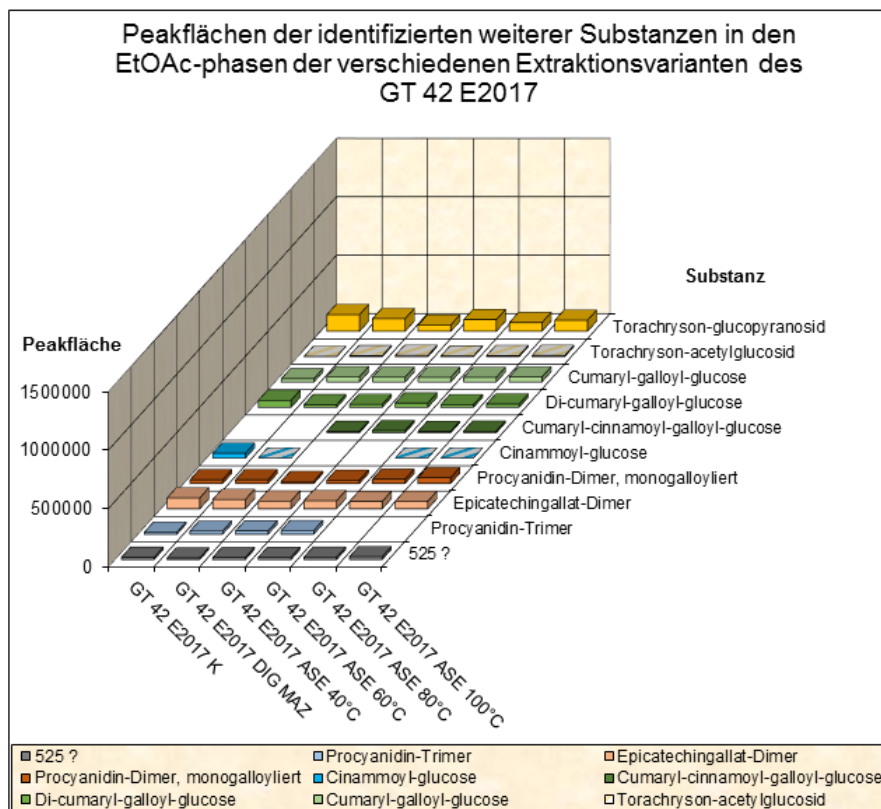 Peakflächen der identifizierten weiterer Substanzen in den
EtOAc-phasen der verschiedenen Extraktionsvarianten des
GT 42 E2017
Substanz
Peakfläche
1500000
1000000
500000
0
Torachryson-glucopyranosid
Torachryson-acetylglucosid
Cumaryl-galloyl-glucose
Di-cumaryl-galloyl-glucose
Cumaryl-cinnamoyl-galloyl-glucose
Cinammoyl-glucose
Procyanidin-Dimer, monogalloyliert
Epicatechingallat-Dimer
Procyanidin-Trimer
525 ?
GT 42 E2017 K
GT 42 E2017 DIG MAZ
GT 42 E2017 ASE 40°C
GT 42 E2017 ASE 60°C
GT 42 E2017 ASE 80°C
GT 42 E2017 ASE 100°C
525 ? Procyanidin-Trimer Epicatechingallat-Dimer
Procyanidin-Dimer, monogalloyliert Cinammoyl-glucose Cumaryl-cinnamoyl-galloyl-glucose
Di-cumaryl-galloyl-glucose Cumaryl-galloyl-glucose Torachryson-acetylglucosid